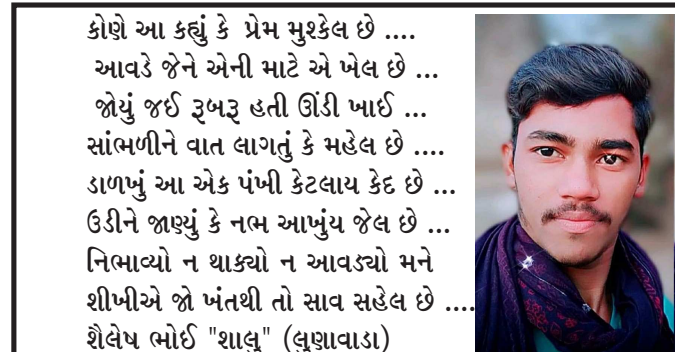 કોણે આ કહ્યું કે પ્રેમ મુશ્કેલ છે ....
આવડે જેને એની માટે એ ખેલ છે ...
જોયું જઈ રૂબરૂ હતી ઊંડી ખાઈ ...
સાંભળીને વાત લાગતું કે મહેલ છે ....
ડાળખું આ એક પંખી કેટલાય કેદ છે ...
ઉડીને જાણ્યું કે નભ આખુંય જેલ છે ...
નિભાવ્યો ન થાક્યો ન આવડ્યો મને
શીખીએ જો ખંતથી તો સાવ સહેલ છે ....
શૈલેષ ભોઈ "શાલુ" (લુણાવાડા)